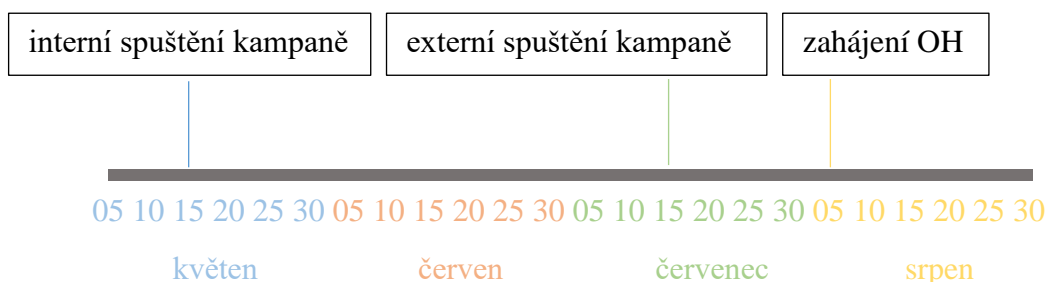 interní spuštění kampaně externí spuštění kampaně zahájení OH
05 10 15 20 25 30 05 10 15 20 25 30 05 10 15 20 25 30 05 10 15 20 25 30
květen červen červenec srpen